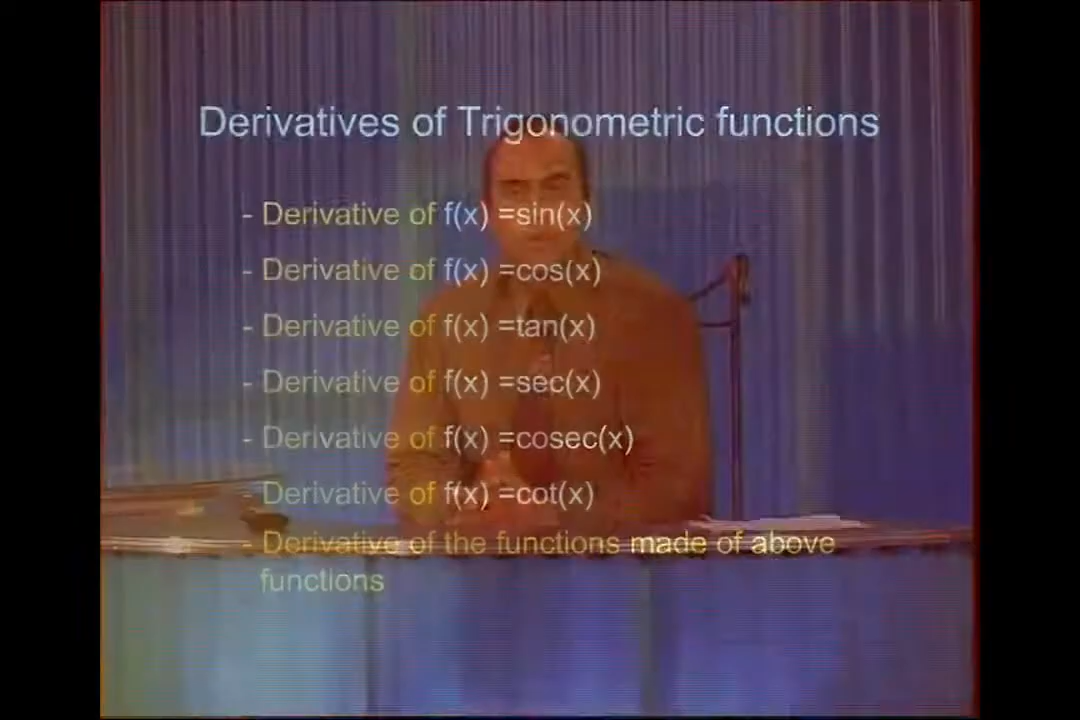 Derivatives of Trigonometric functions
- Derivative of f(x) =sin(x)
- Derivative of f(x) =cos(x)
- Derivative of f(x) =tan(x)
- Derivative of f(x) =sec(x)
- Derivative of f(x) =cosec(x)
- Derivative of f(x) =cot(x)
- Derivative of the functions made of above
functions